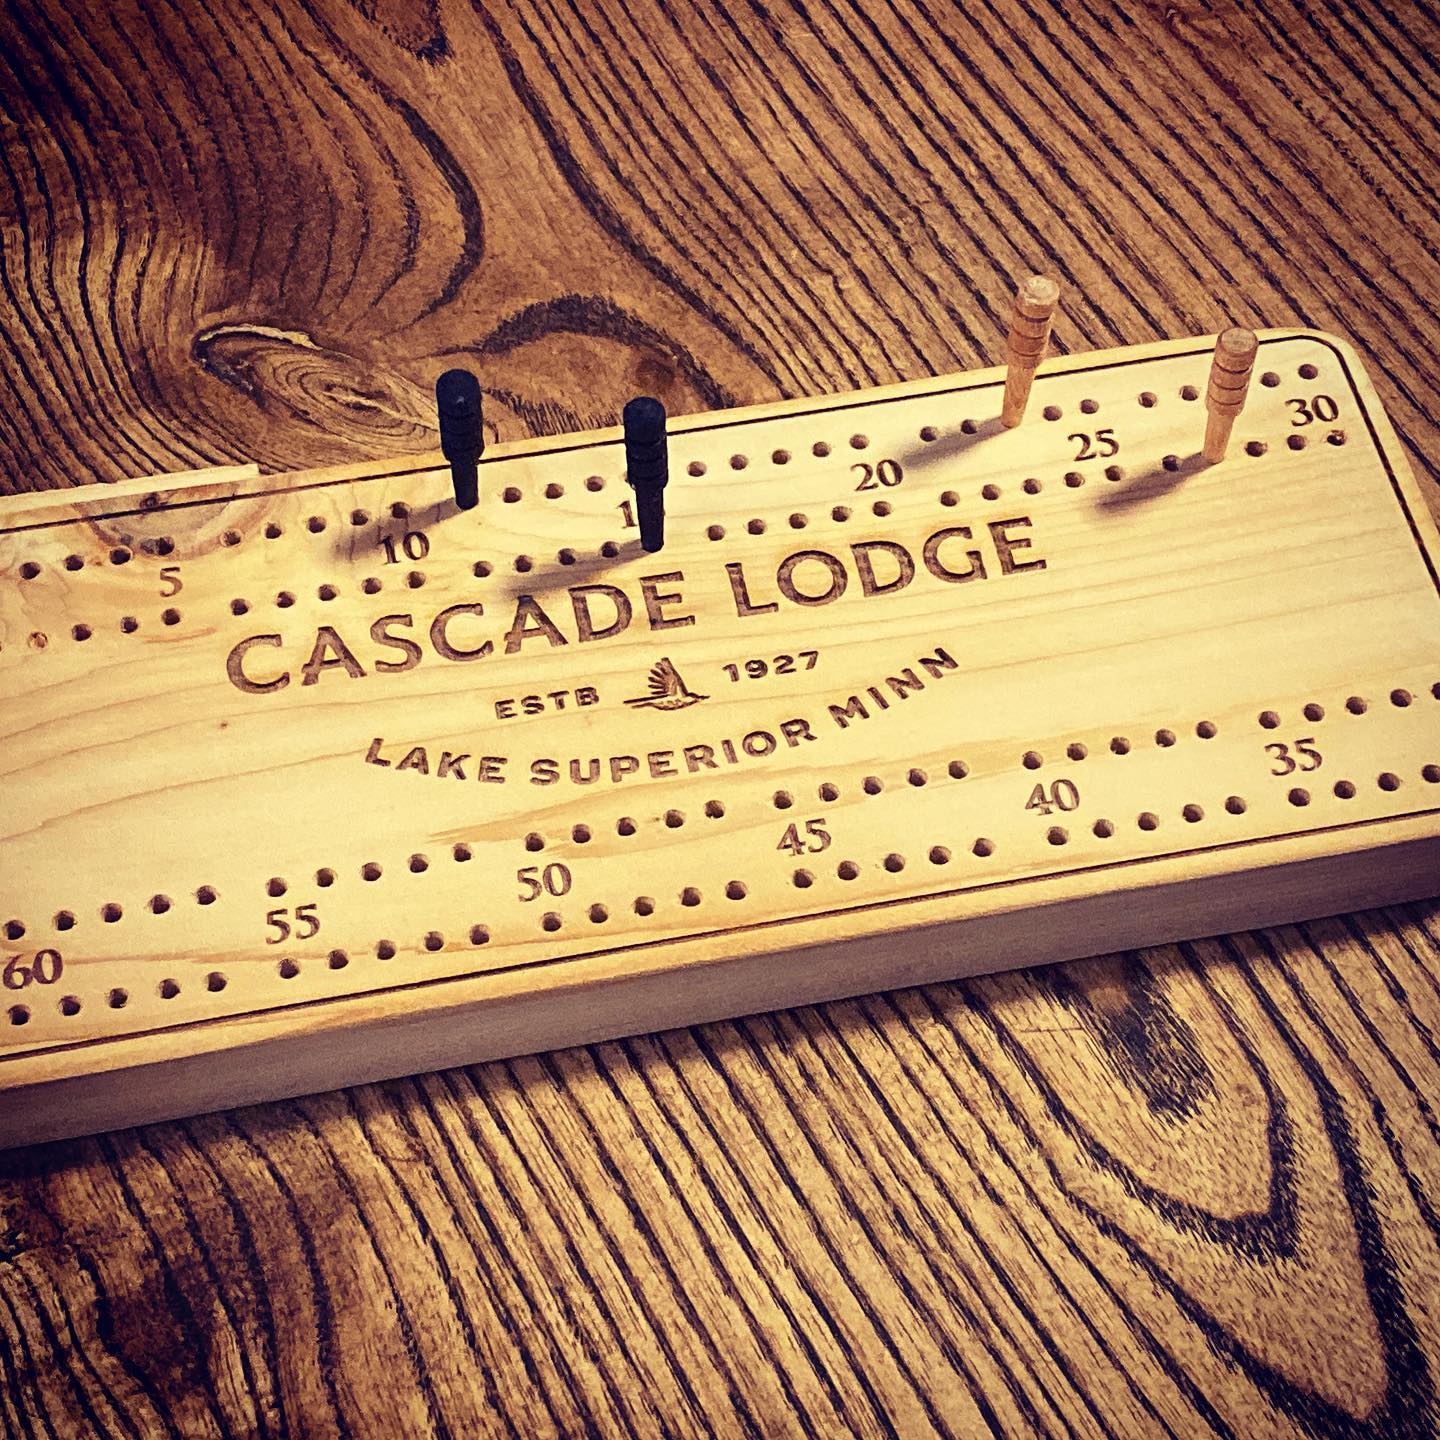 5 10 20 25 30
CASCADE LODGE
ESTB 1927
LAKE SUPERIOR MINN
60 55 50 45 40 35